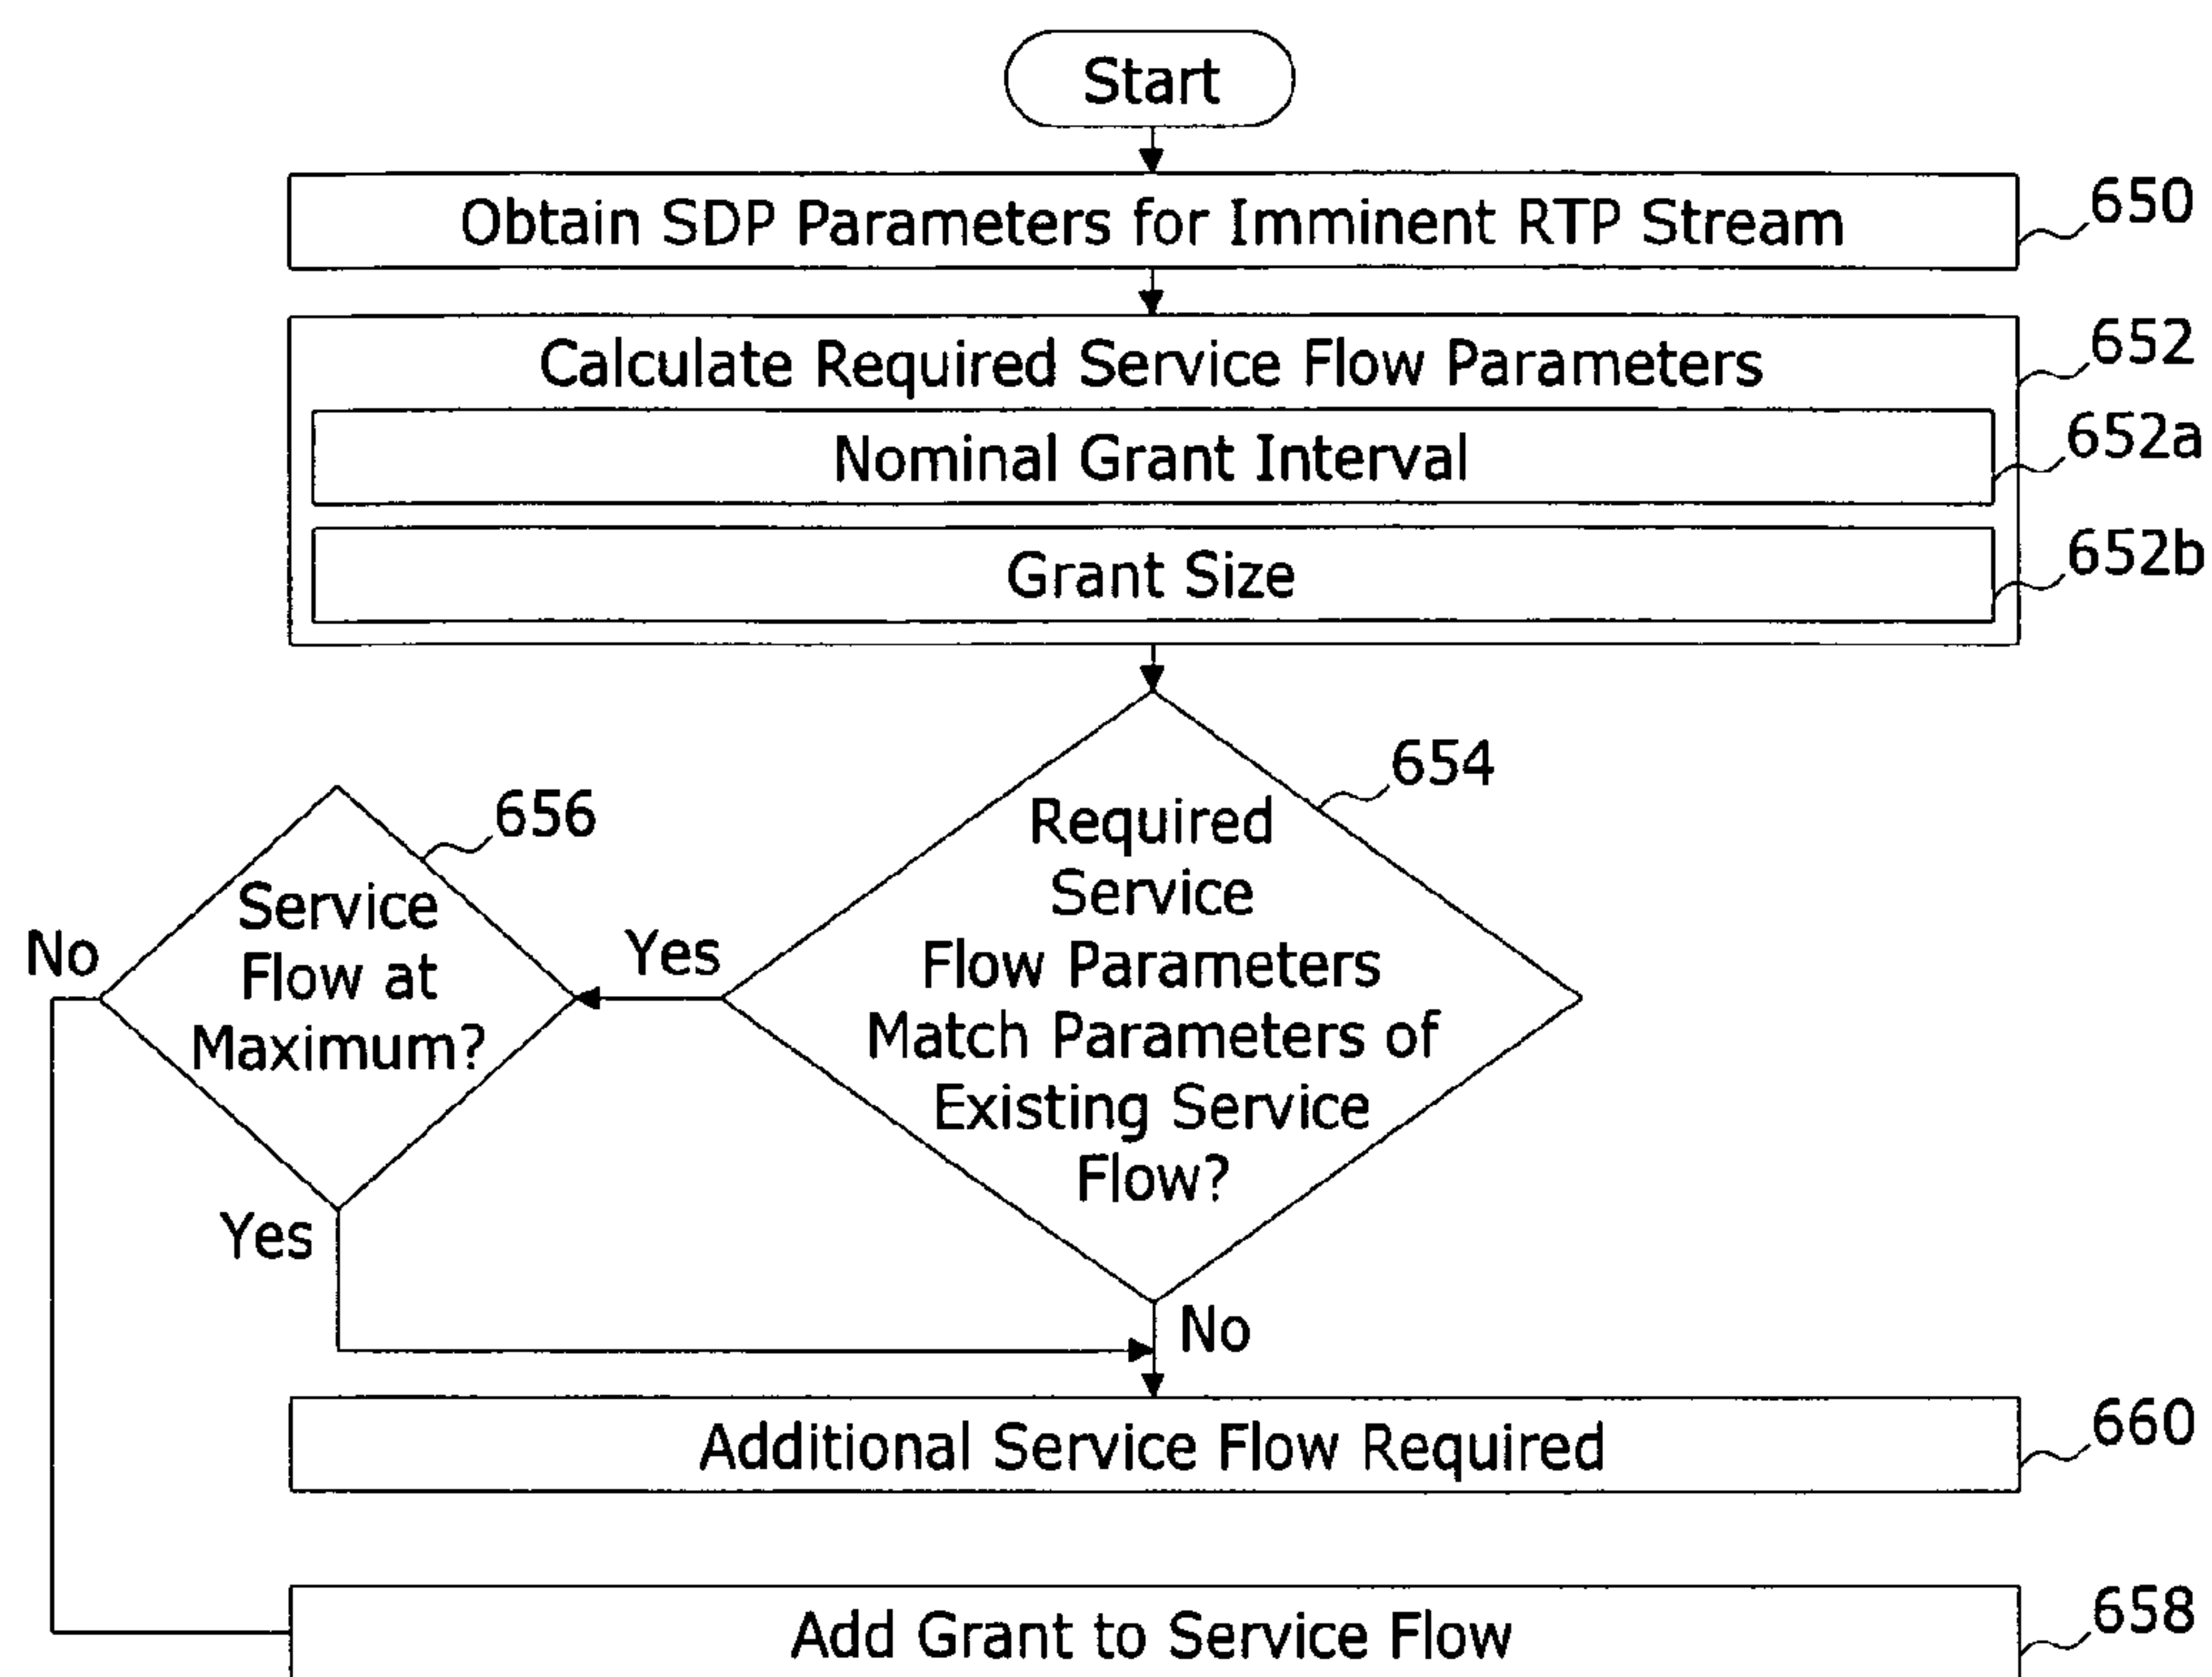 Start
Obtain SDP Parameters for Imminent RTP Stream
650
Calculate Required Service Flow Parameters
652
Nominal Grant Interval
652a
Grant Size
652b
654
Required
Service
Flow Parameters
Match Parameters of
Existing Service
Flow?
656
Service
Flow at
Maximum?
No
Yes
Yes
No
Additional Service Flow Required
660
Add Grant to Service Flow
658